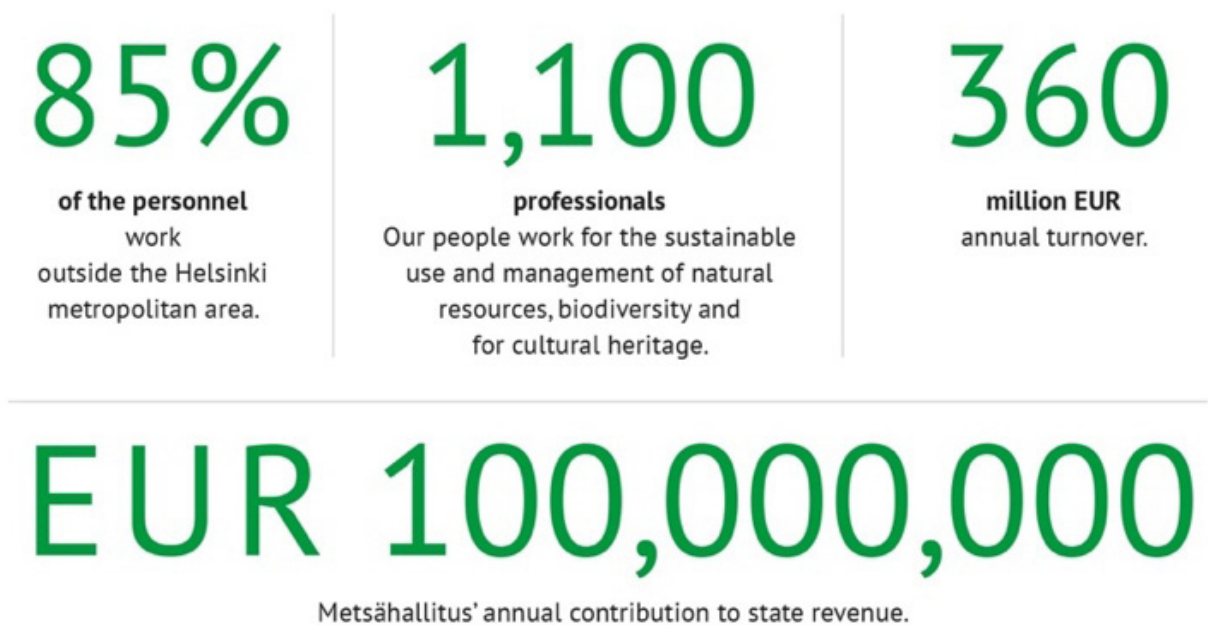 85%
of the personnel
work
outside the Helsinki
metropolitan area.
1,100
professionals
Our people work for the sustainable
use and management of natural
resources, biodiversity and
for cultural heritage.
360
million EUR
annual turnover.
EUR 100,000,000
Metsähallitus’ annual contribution to state revenue.